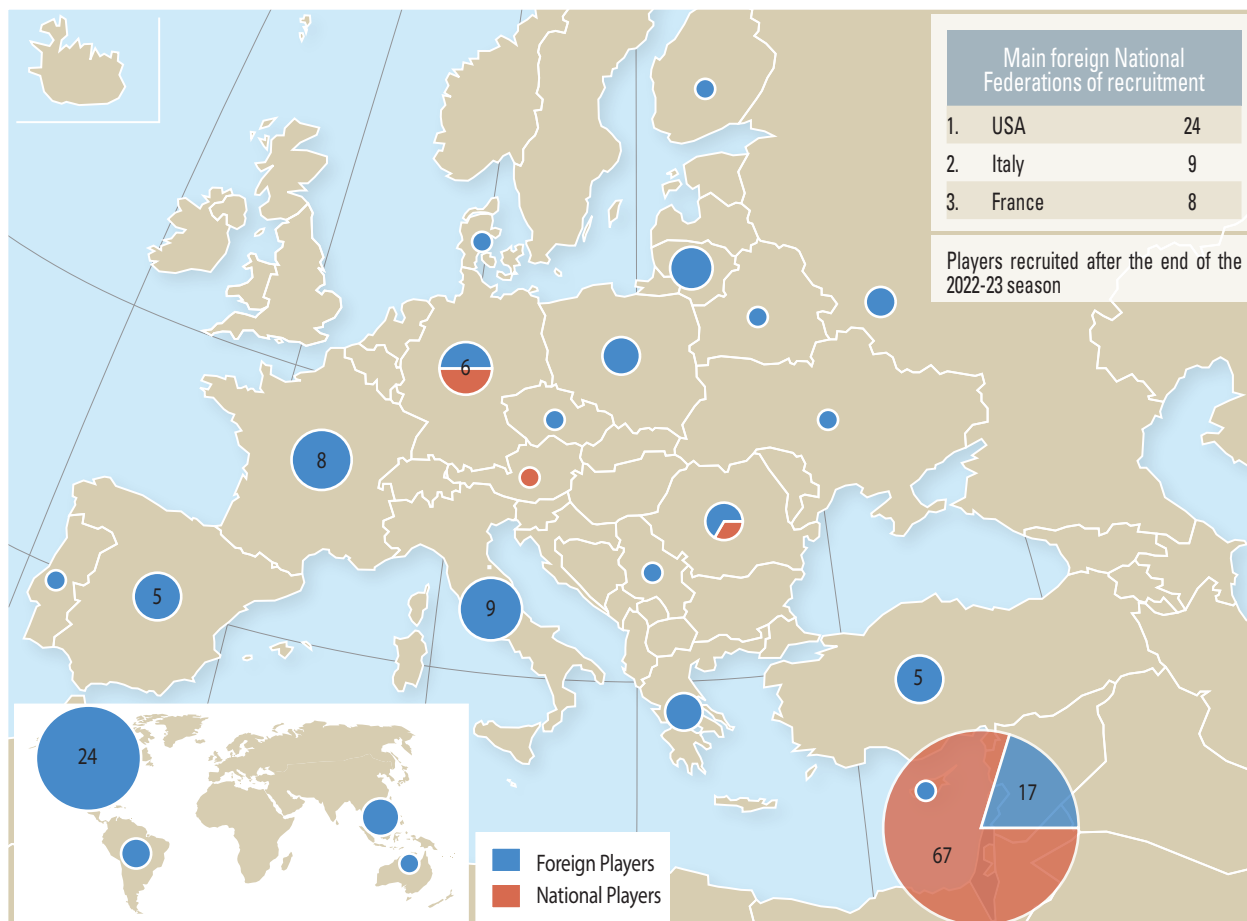 Main foreign National
Federations of recruitment
1. USA 24
2. Italy 9
3. France 8
Players recruited after the end of the
2022-23 season
6
8
5
9
5
24
17
67
Foreign Players
National Players